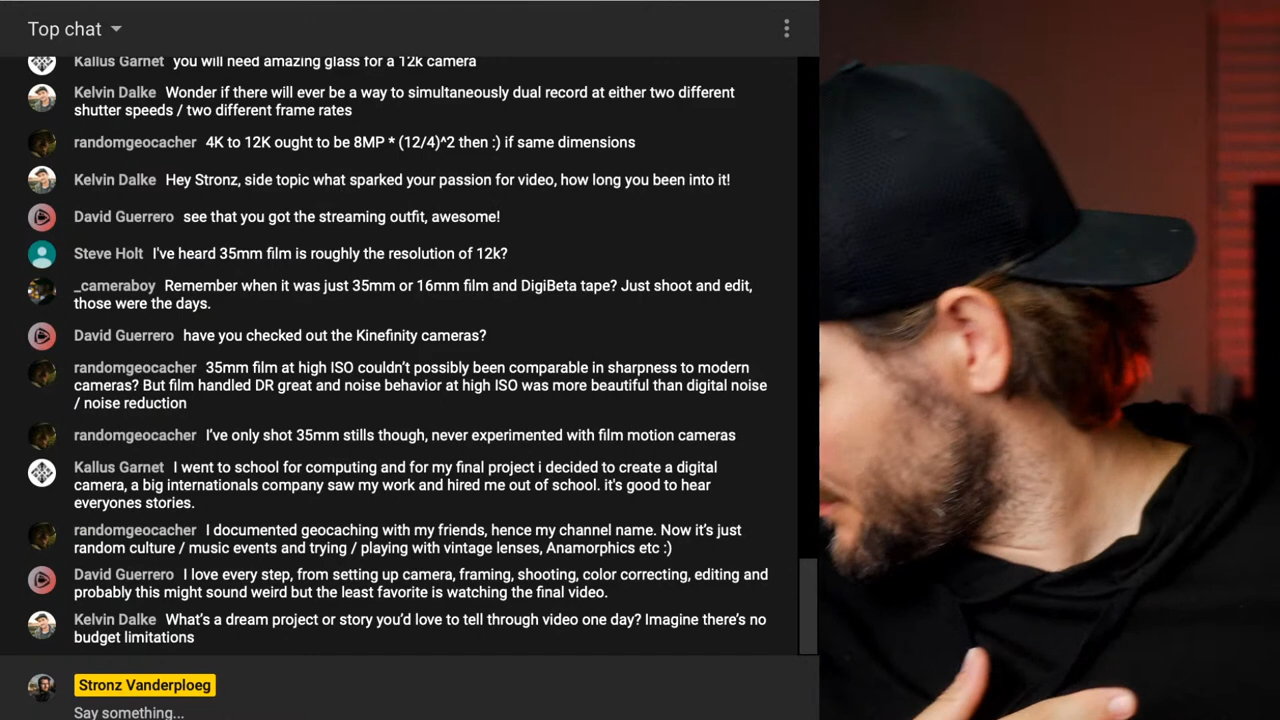 Top chat
Kallus Garnet you will need amazing glass for a 12k camera
Kelvin Dalke Wonder if there will ever be a way to simultaneously dual record at either two different
shutter speeds / two different frame rates
randomgeocacher 4K to 12K ought to be 8MP * (12/4)^2 then :) if same dimensions
Kelvin Dalke Hey Stronz, side topic what sparked your passion for video, how long you been into it!
David Guerrero see that you got the streaming outfit, awesome!
Steve Holt I've heard 35mm film is roughly the resolution of 12k?
_cameraboy Remember when it was just 35mm or 16mm film and DigiBeta tape? Just shoot and edit,
those were the days.
David Guerrero have you checked out the Kinefinity cameras?
randomgeocacher 35mm film at high ISO couldn't possibly been comparable in sharpness to modern
cameras? But film handled DR great and noise behavior at high ISO was more beautiful than digital noise
/ noise reduction
randomgeocacher I've only shot 35mm stills though, never experimented with film motion cameras
Kallus Garnet I went to school for computing and for my final project i decided to create a digital
camera, a big internationals company saw my work and hired me out of school. it's good to hear
everyones stories.
randomgeocacher I documented geocaching with my friends, hence my channel name. Now it's just
random culture / music events and trying / playing with vintage lenses, Anamorphics etc :)
David Guerrero I love every step, from setting up camera, framing, shooting, color correcting, editing and
probably this might sound weird but the least favorite is watching the final video.
Kelvin Dalke What's a dream project or story you'd love to tell through video one day? Imagine there's no
budget limitations
Stronz Vanderploeg
Say something...